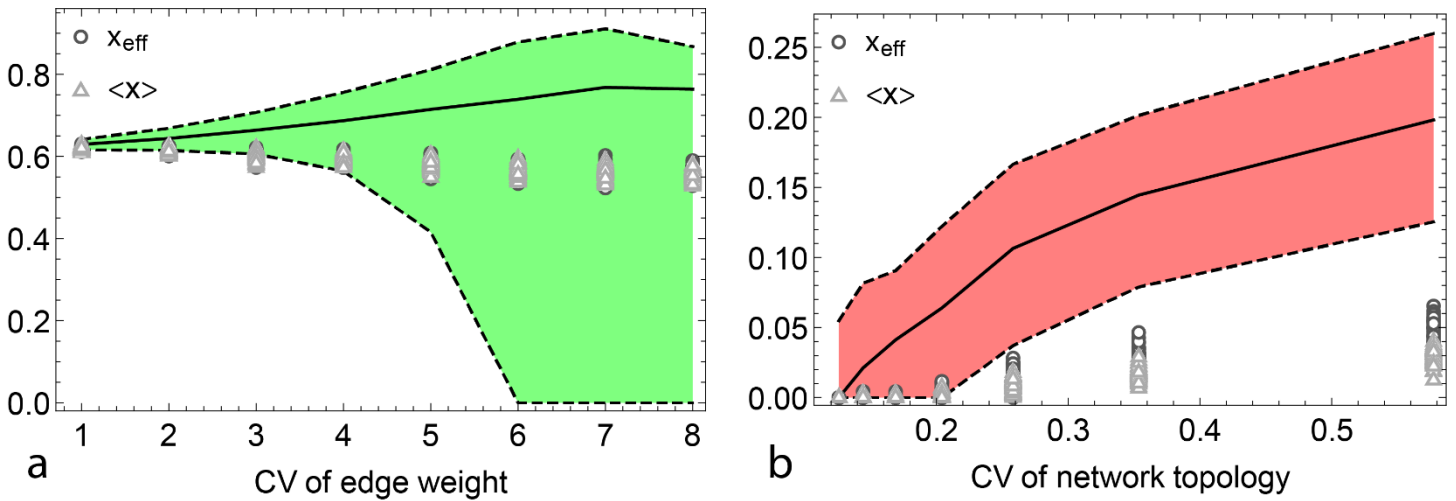 x_eff
<x>
0.8
0.6
0.4
0.2
0.0
1 2 3 4 5 6 7 8
a
CV of edge weight
x_eff
<x>
0.25
0.20
0.15
0.10
0.05
0.00
0.2 0.3 0.4 0.5
b
CV of network topology